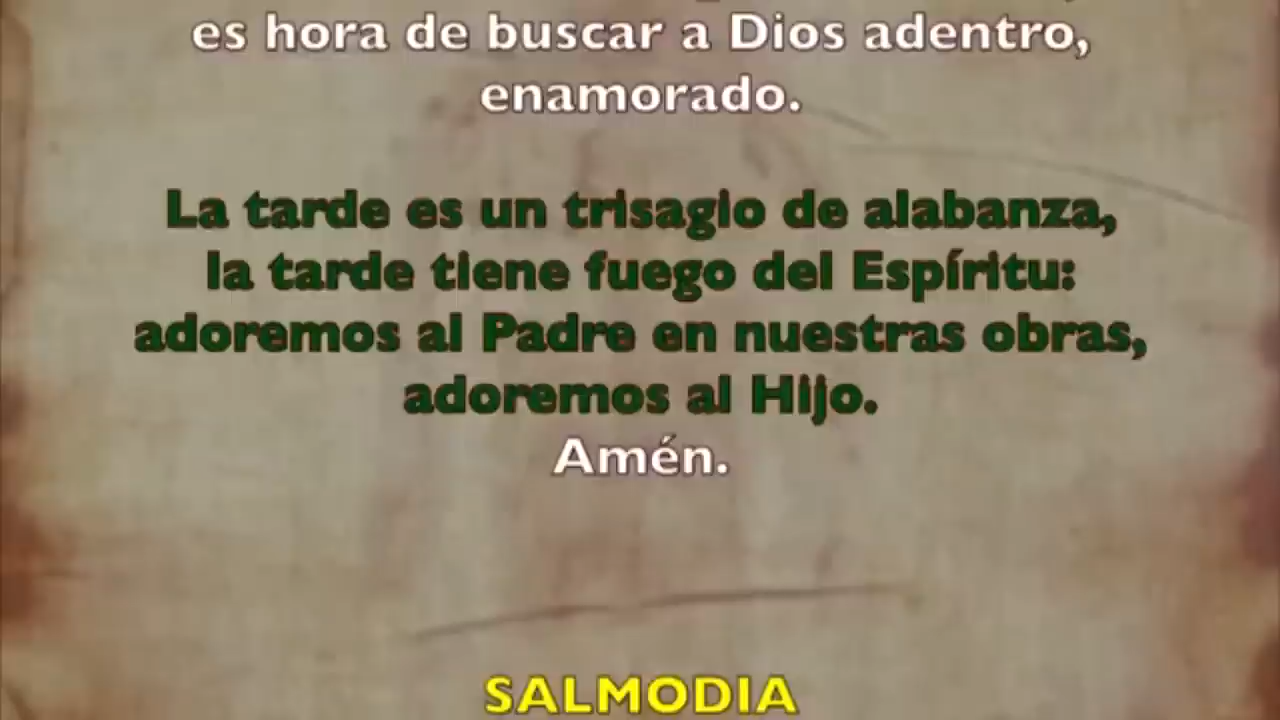 es hora de buscar a Dios adentro,
enamorado.
La tarde es un trisagio de alabanza,
la tarde tiene fuego del Espíritu:
adoremos al Padre en nuestras obras,
adoremos al Hijo.
Amén.
SALMODIA